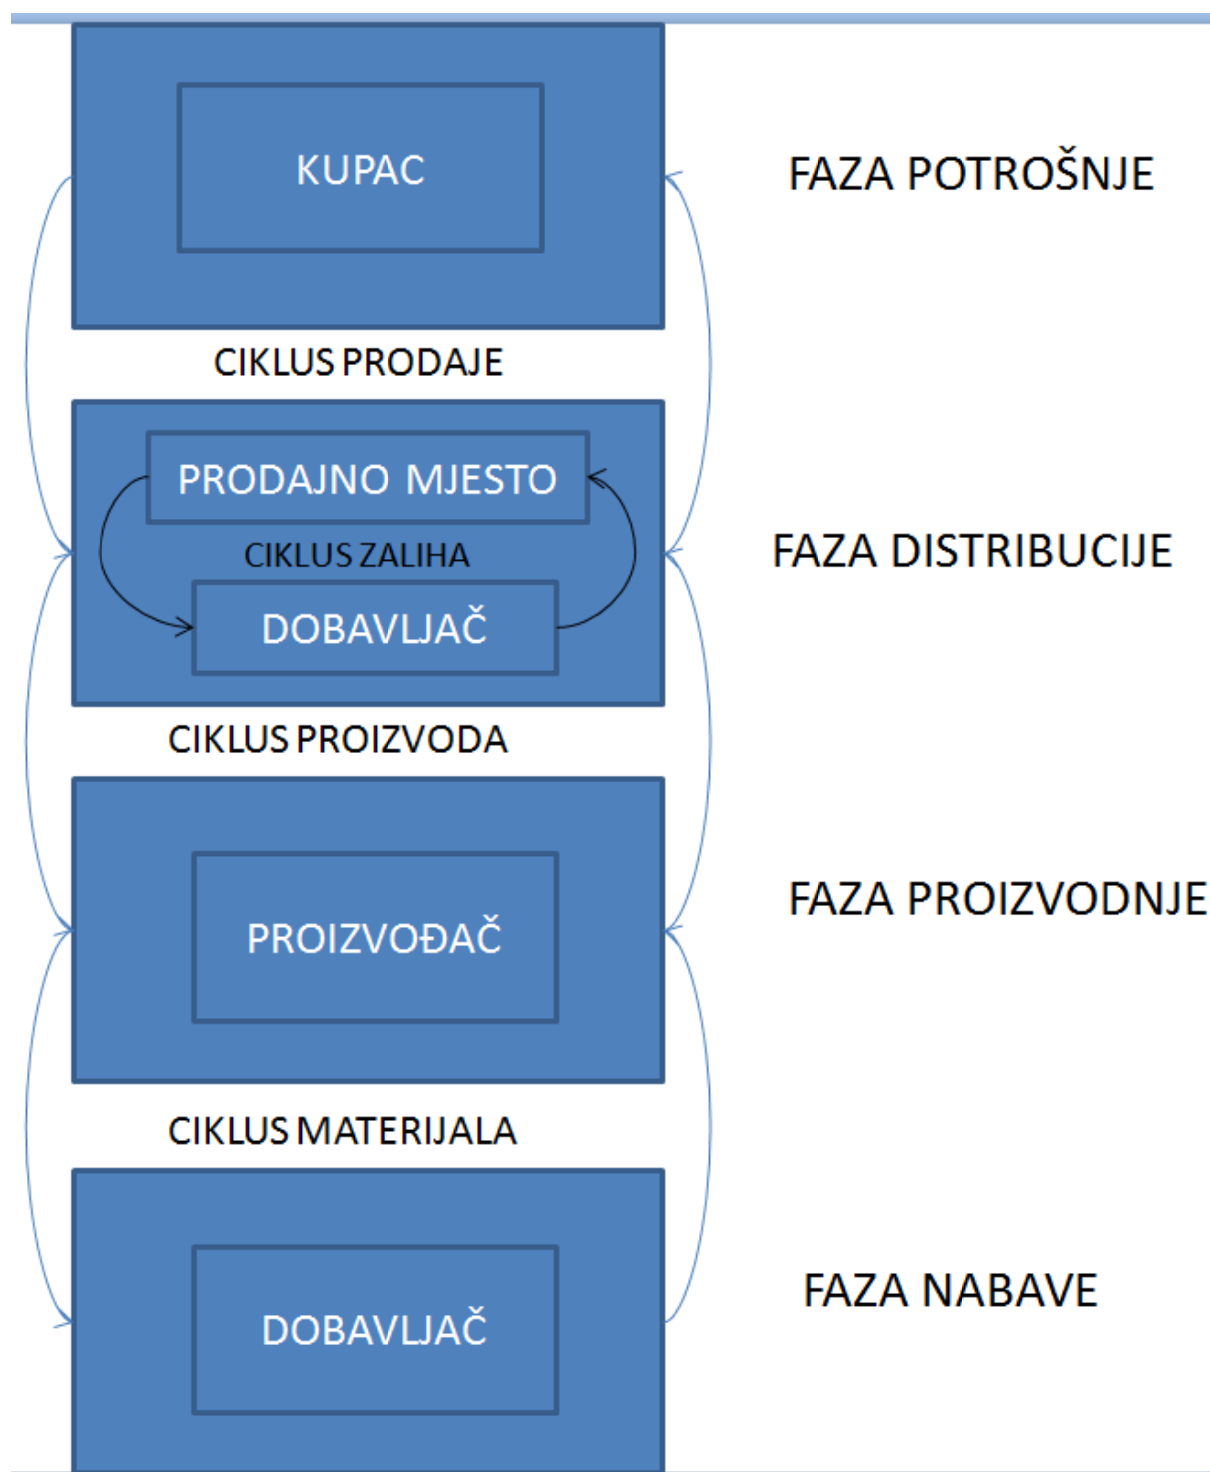 KUPAC
FAZA POTROŠNJE
CIKLUS PRODAJE
PRODAJNO MJESTO
CIKLUS ZALIHA
FAZA DISTRIBUCIJE
DOBAVLJAČ
CIKLUS PROIZVODA
PROIZVOĐAČ
FAZA PROIZVODNJE
CIKLUS MATERIJALA
DOBAVLJAČ
FAZA NABAVE